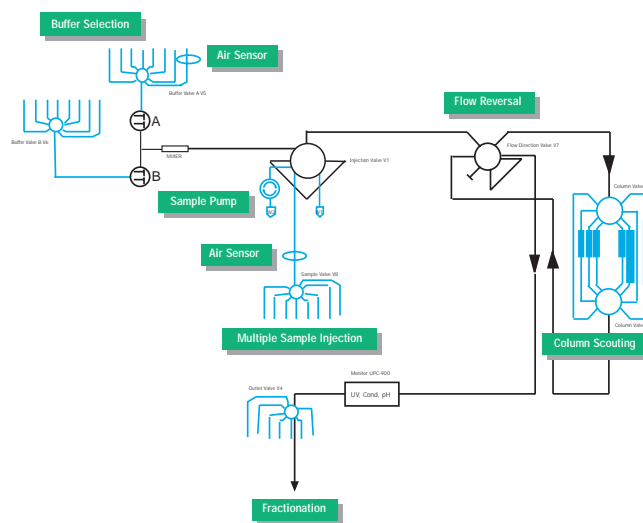 Buffer Selection
Air Sensor
Buffer Valve A V5
Flow Reversal
A
Buffer Valve B V6
Flow Direction Valve V7
MIXER
Injection Valve V1
B
Sample Pump
W2
W1
Column Valve
Air Sensor
Sample Valve V8
Column Valve
Multiple Sample Injection
Column Scouting
Monitor UPC-900
Outlet Valve V4
UV, Cond, pH
Fractionation